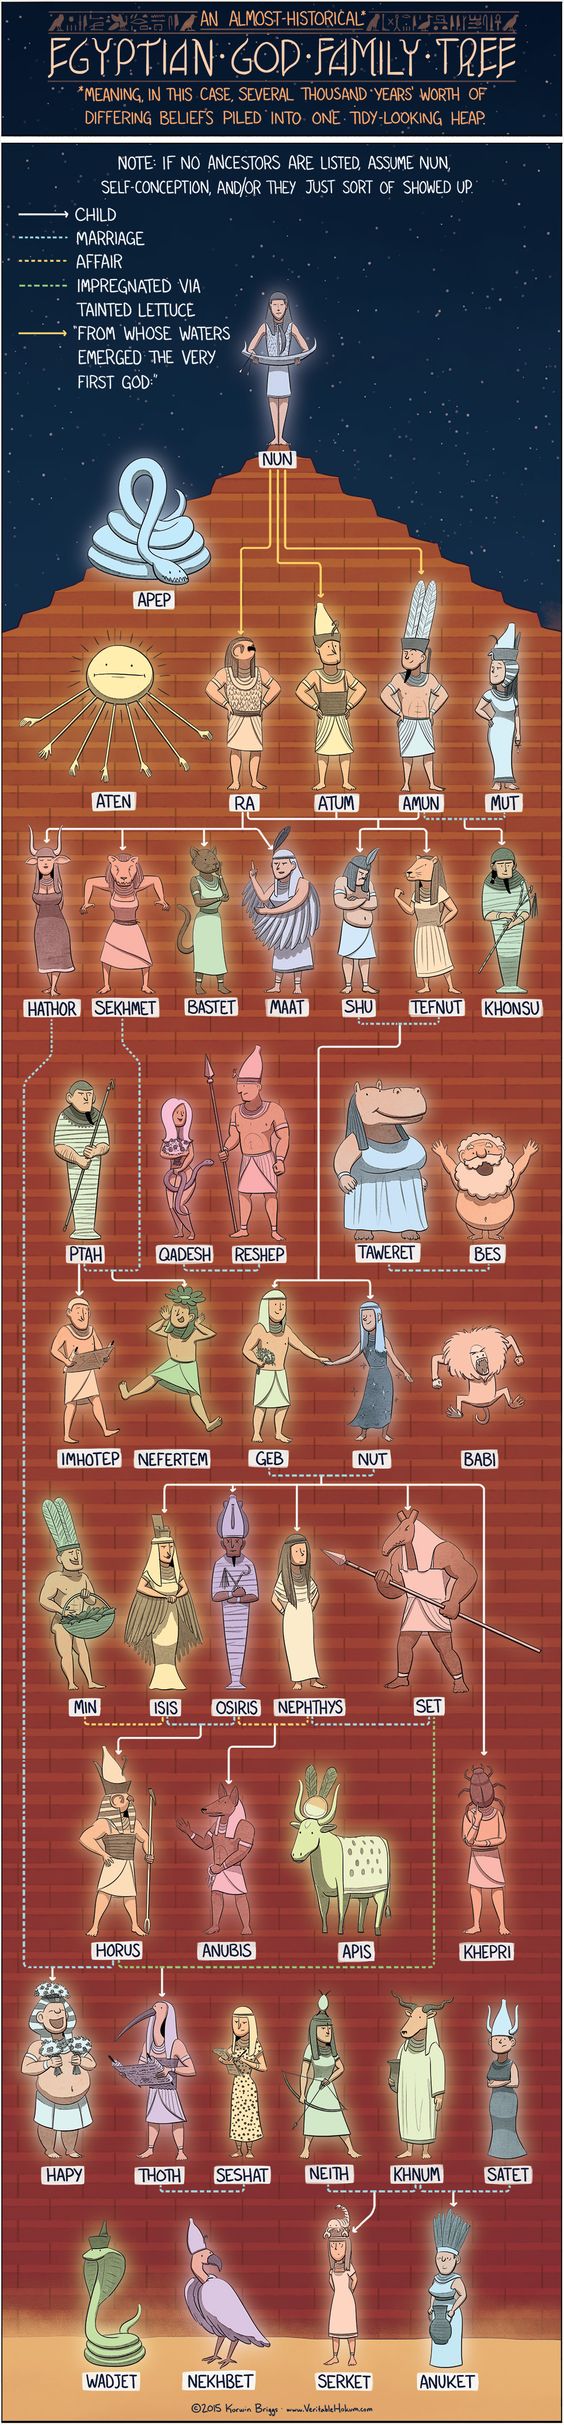 AN ALMOST-HISTORICAL*
EGYPTIAN·GOD·FAMILY·TREE
*MEANING, IN THIS CASE, SEVERAL THOUSAND YEARS' WORTH OF
DIFFERING BELIEFS PILED INTO ONE TIDY-LOOKING HEAP.
NOTE: IF NO ANCESTORS ARE LISTED, ASSUME NUN,
SELF-CONCEPTION, AND/OR THEY JUST SORT OF SHOWED UP.
CHILD
MARRIAGE
AFFAIR
IMPREGNATED VIA
TAINTED LETTUCE
"FROM WHOSE WATERS
EMERGED THE VERY
FIRST GOD:"
NUN
APEP
ATEN RA ATUM AMUN MUT
HATHOR SEKHMET BASTET MAAT SHU TEFNUT KHONSU
PTAH QADESH RESHEP TAWERET BES
IMHOTEP NEFERTEM GEB NUT BABI
MIN ISIS OSIRIS NEPHTHYS SET
HORUS ANUBIS APIS KHEPRI
HAPY THOTH SESHAT NEITH KHNUM SATET
WADJET NEKHBET SERKET ANUKET
©2015 Korwin Briggs · www.VeritableHokum.com